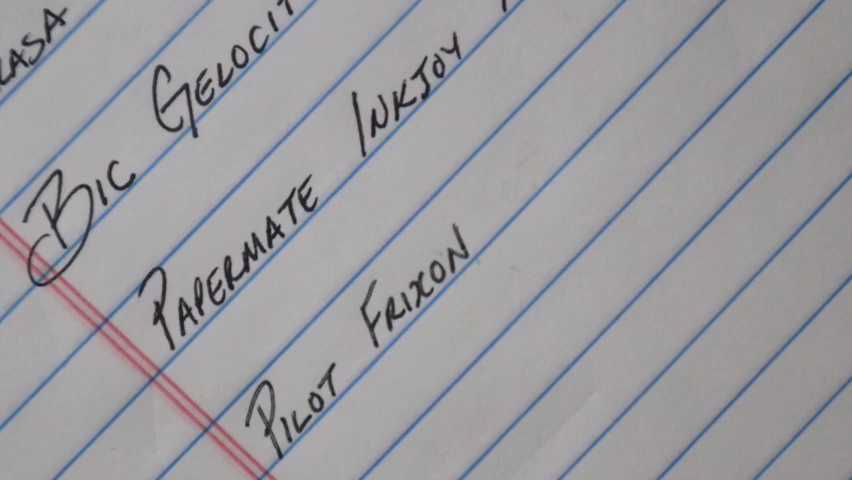 BIC GELOCIT
PAPERMATE INKJOY
PILOT FRIXON